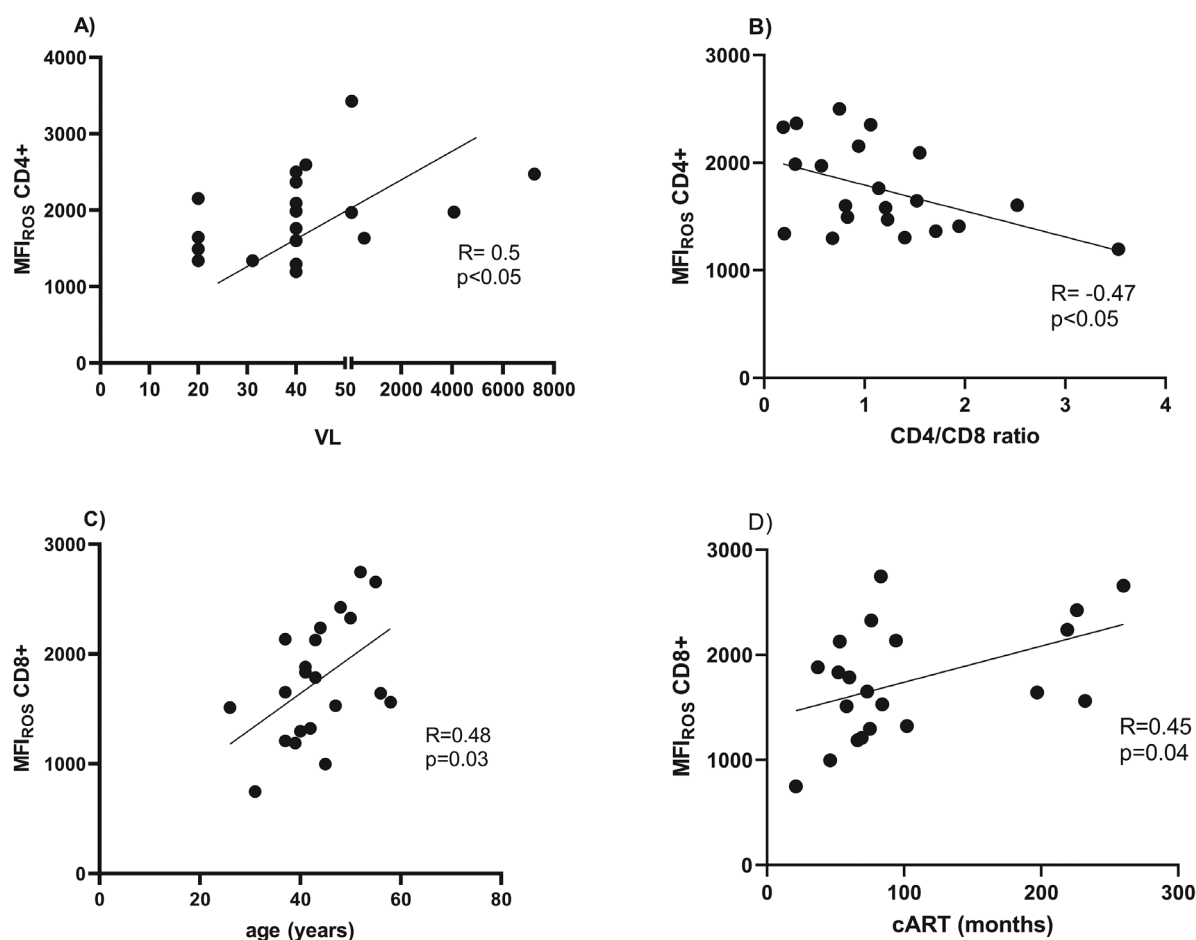 A)
4000
3000
2000
1000
0
MFIROS CD4+
R= 0.5
p<0.05
0 10 20 30 40 50 2000 4000 6000 8000
VL
B)
3000
2000
1000
0
MFIROS CD4+
R= -0.47
p<0.05
0 1 2 3 4
CD4/CD8 ratio
C)
3000
2000
1000
0
MFIROS CD8+
R=0.48
p=0.03
0 20 40 60 80
age (years)
D)
3000
2000
1000
0
MFIROS CD8+
R=0.45
p=0.04
0 100 200 300
cART (months)